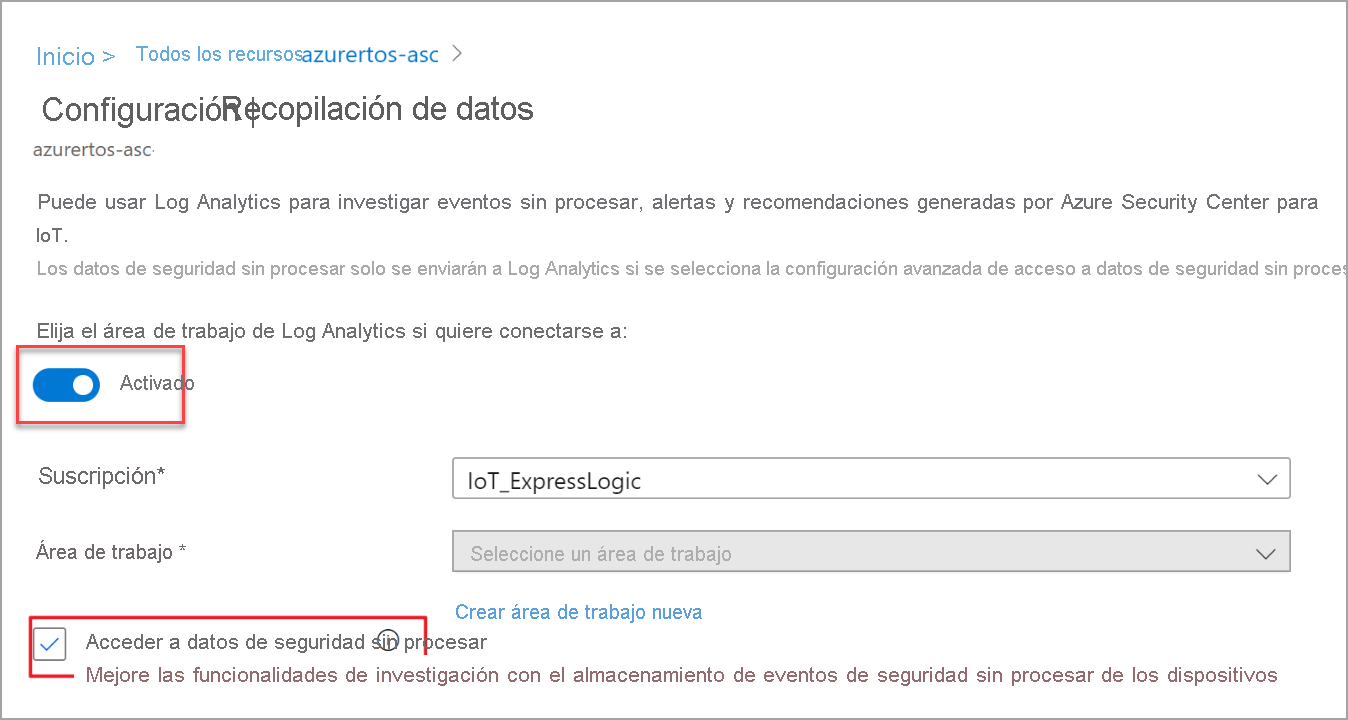 Inicio > Todos los recursos azurertos-asc >
Configuración | Recopilación de datos
azurertos-asc
Puede usar Log Analytics para investigar eventos sin procesar, alertas y recomendaciones generadas por Azure Security Center para
IoT.
Los datos de seguridad sin procesar solo se enviarán a Log Analytics si se selecciona la configuración avanzada de acceso a datos de seguridad sin proces
Elija el área de trabajo de Log Analytics si quiere conectarse a:
Activado
Suscripción*
IoT_ExpressLogic
Área de trabajo *
Seleccione un área de trabajo
Crear área de trabajo nueva
Acceder a datos de seguridad sin procesar
Mejore las funcionalidades de investigación con el almacenamiento de eventos de seguridad sin procesar de los dispositivos